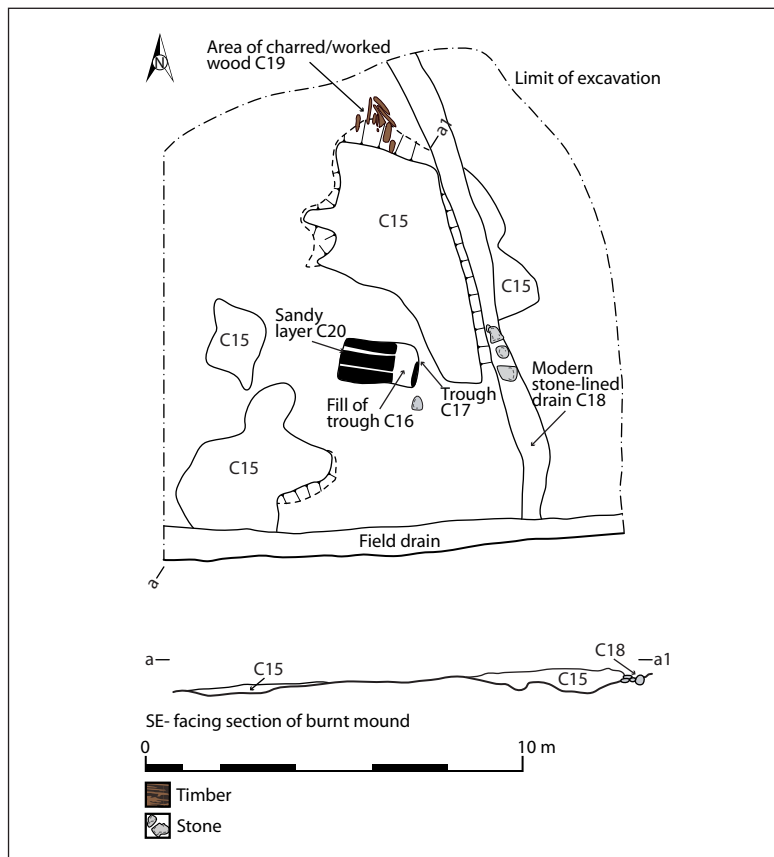 N
Area of charred/worked
wood C19
Limit of excavation
a1
C15
C15
C15
Sandy
layer C20
Fill of
trough C16
Trough
C17
Modern
stone-lined
drain C18
C15
Field drain
a
a
C15
C15
C18
a1
SE- facing section of burnt mound
0
10 m
Timber
Stone